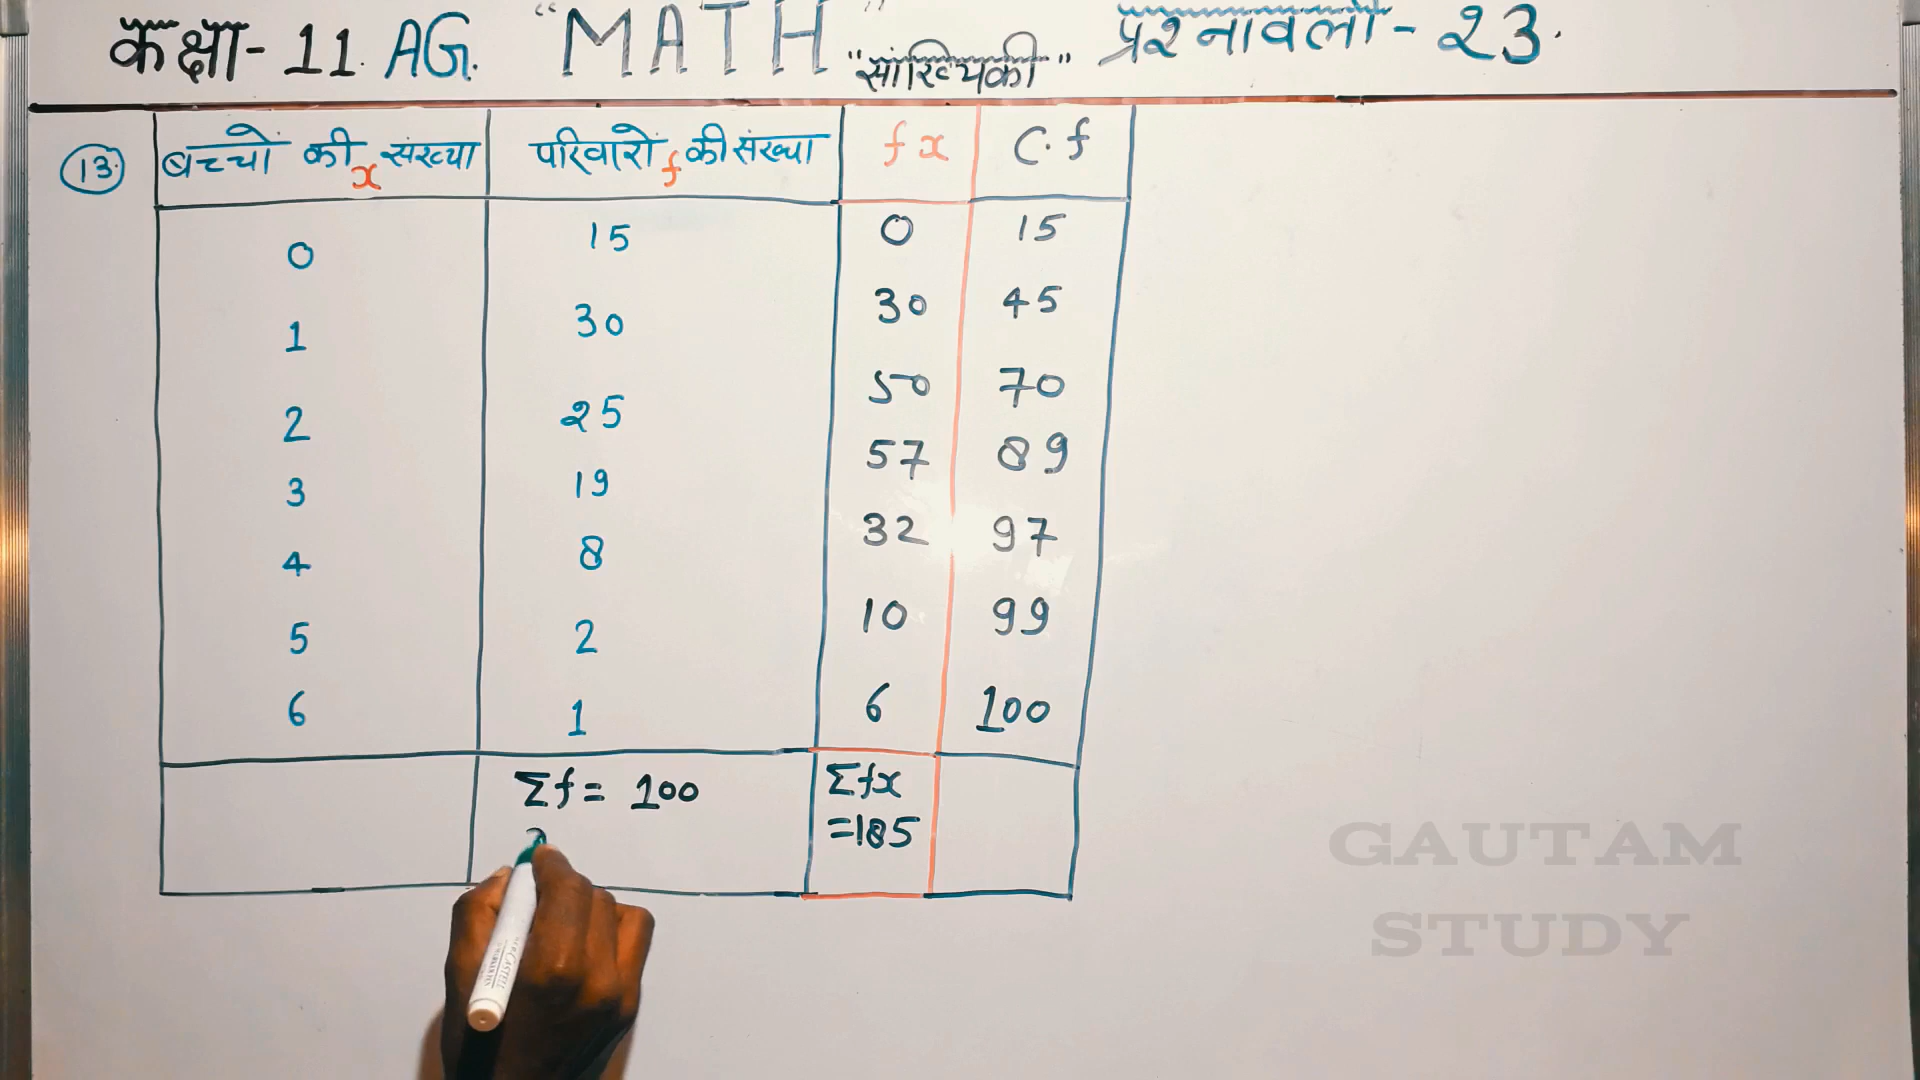 कक्षा- 11. AG. "MATH" "सांख्यिकी" प्रश्नावली- 23.
13. बच्चों की संख्या x परिवारों की संख्या f fx C.f
0 15 0 15
1 30 30 45
2 25 50 70
3 19 57 89
4 8 32 97
5 2 10 99
6 1 6 100
Σf = 100 Σfx
=185
GAUTAM
STUDY